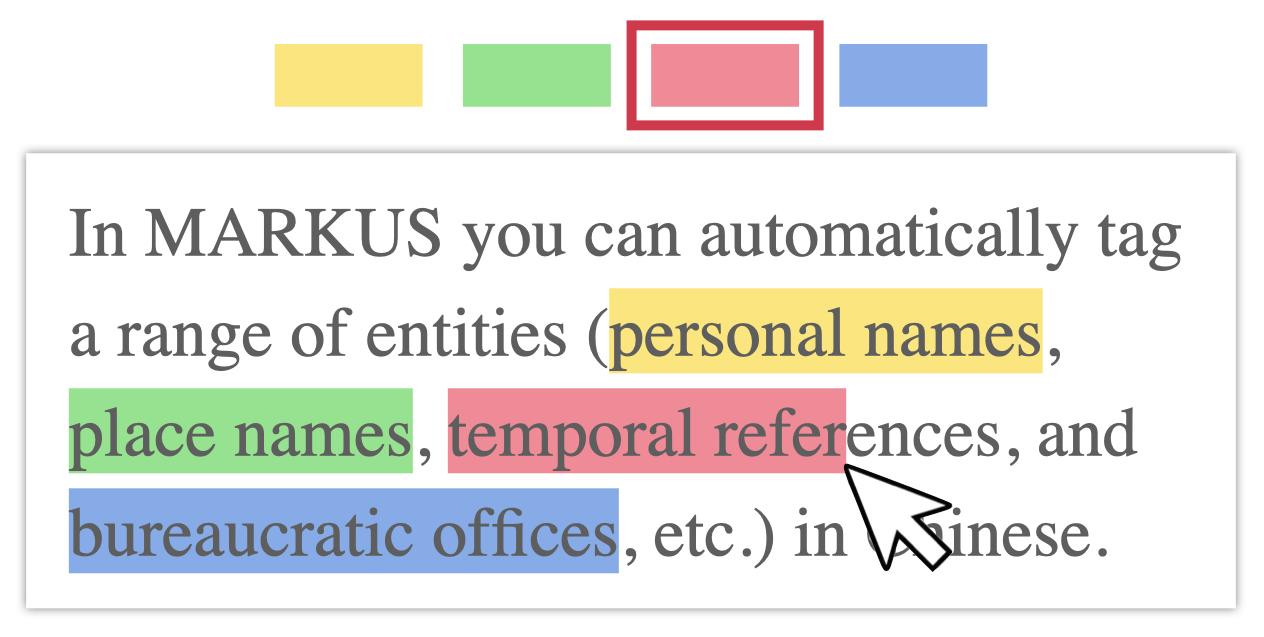 In MARKUS you can automatically tag
a range of entities (personal names,
place names, temporal references, and
bureaucratic offices, etc.) in Chinese.